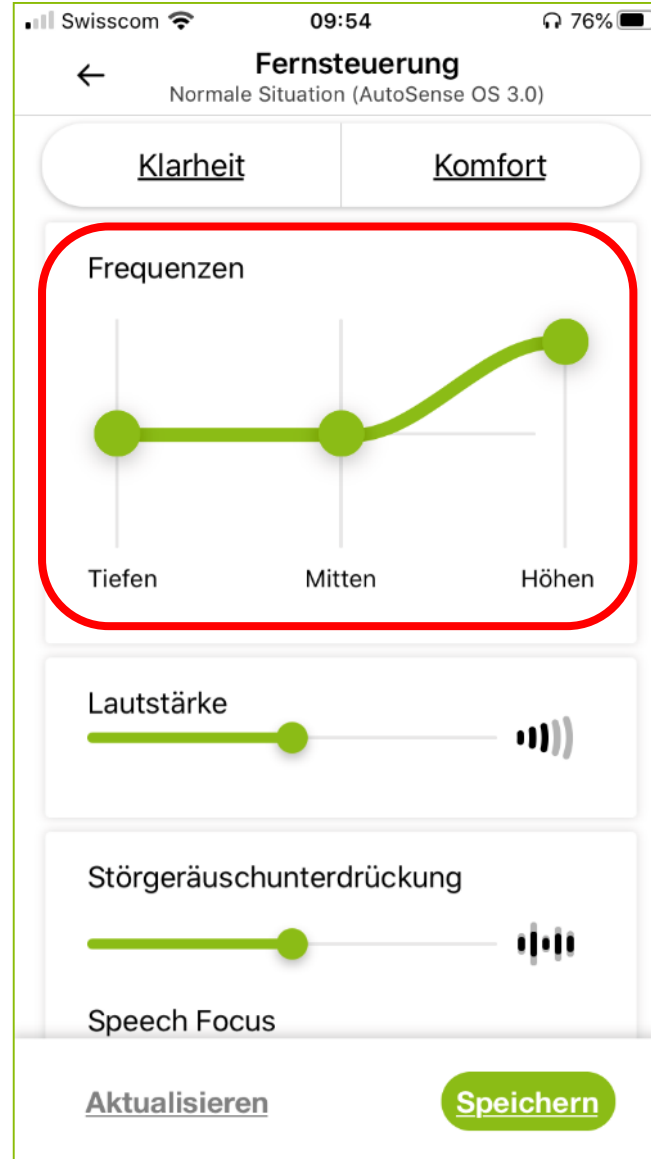 Swisscom 09:54 76%
Fernsteuerung
Normale Situation (AutoSense OS 3.0)
Klarheit Komfort
Frequenzen
Tiefen Mitten Höhen
Lautstärke
Störgeräuschunterdrückung
Speech Focus
Aktualisieren Speichern